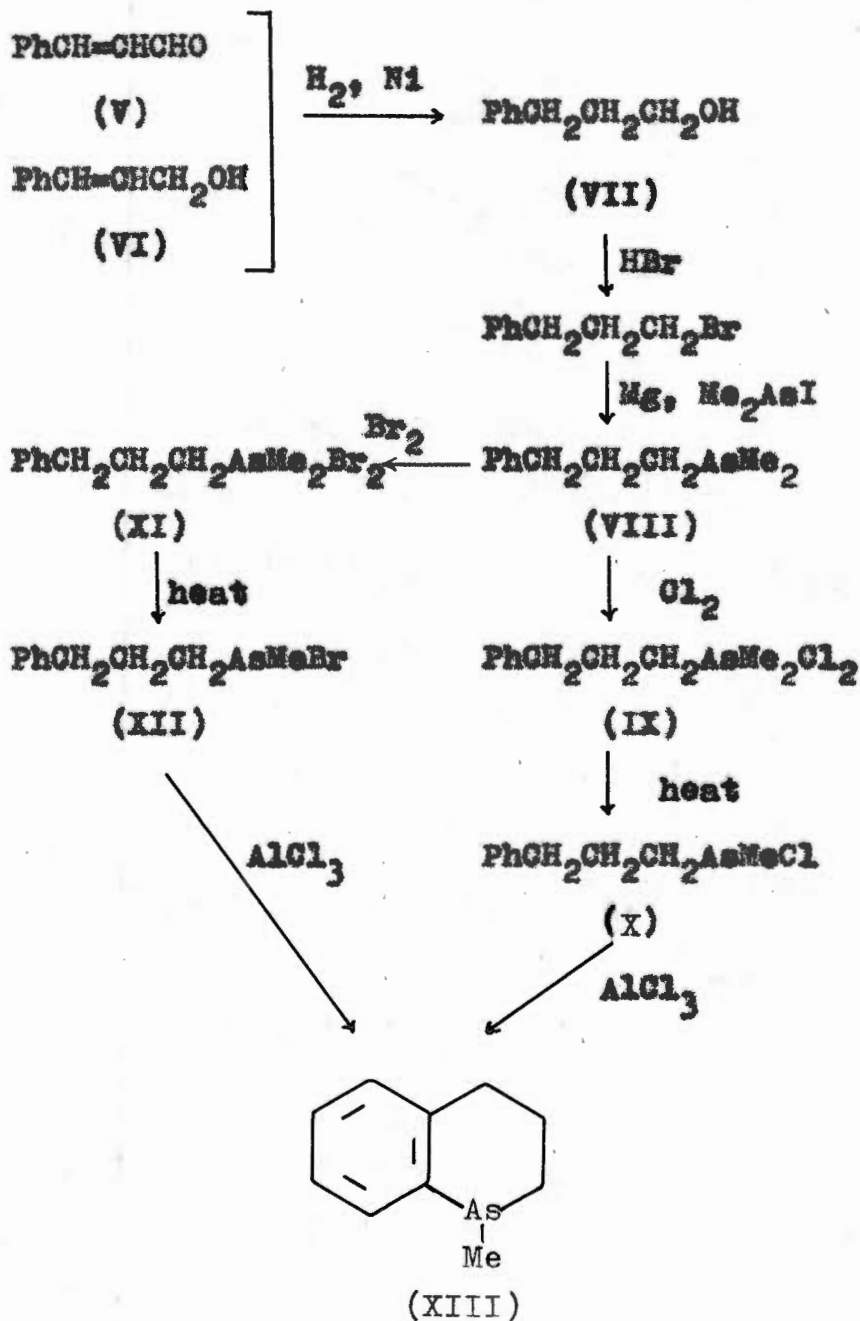 PhCH=CHCHO
(V)
H₂, Ni
PhCH₂CH₂CH₂OH
(VII)
PhCH=CHCH₂OH
(VI)
HBr
PhCH₂CH₂CH₂Br
Mg, Me₂AsI
PhCH₂CH₂CH₂AsMe₂Br₂
Br₂
PhCH₂CH₂CH₂AsMe₂
(XI)
(VIII)
heat
Cl₂
PhCH₂CH₂CH₂AsMeBr
PhCH₂CH₂CH₂AsMe₂Cl₂
(XII)
(IX)
heat
AlCl₃
PhCH₂CH₂CH₂AsMeCl
(X)
AlCl₃
As
Me
(XIII)